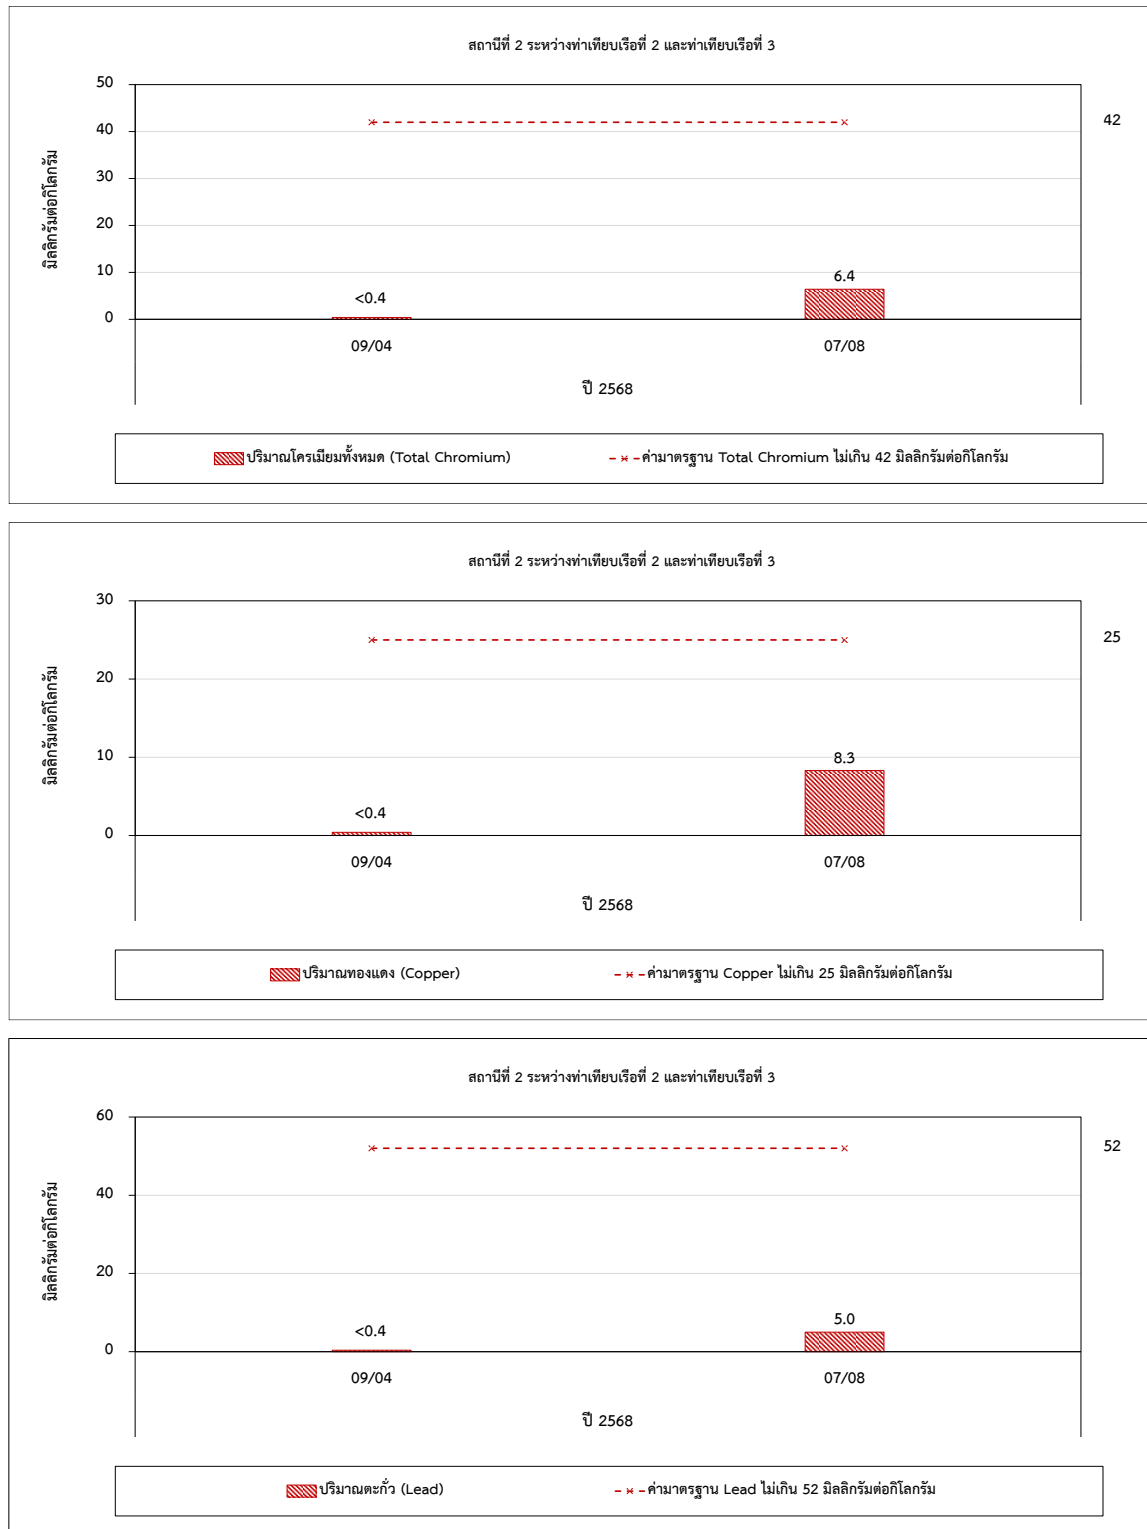 สถานีที่ 2 ระหว่างท่าเทียบเรือที่ 2 และท่าเทียบเรือที่ 3
มิลลิกรัมต่อกิโลกรัม
50
40
30
20
10
0
42
<0.4
6.4
09/04
07/08
ปี 2568
ปริมาณโครเมียมทั้งหมด (Total Chromium)
ค่ามาตรฐาน Total Chromium ไม่เกิน 42 มิลลิกรัมต่อกิโลกรัม
สถานีที่ 2 ระหว่างท่าเทียบเรือที่ 2 และท่าเทียบเรือที่ 3
มิลลิกรัมต่อกิโลกรัม
30
20
10
0
25
<0.4
8.3
09/04
07/08
ปี 2568
ปริมาณทองแดง (Copper)
ค่ามาตรฐาน Copper ไม่เกิน 25 มิลลิกรัมต่อกิโลกรัม
สถานีที่ 2 ระหว่างท่าเทียบเรือที่ 2 และท่าเทียบเรือที่ 3
มิลลิกรัมต่อกิโลกรัม
60
40
20
0
52
<0.4
5.0
09/04
07/08
ปี 2568
ปริมาณตะกั่ว (Lead)
ค่ามาตรฐาน Lead ไม่เกิน 52 มิลลิกรัมต่อกิโลกรัม